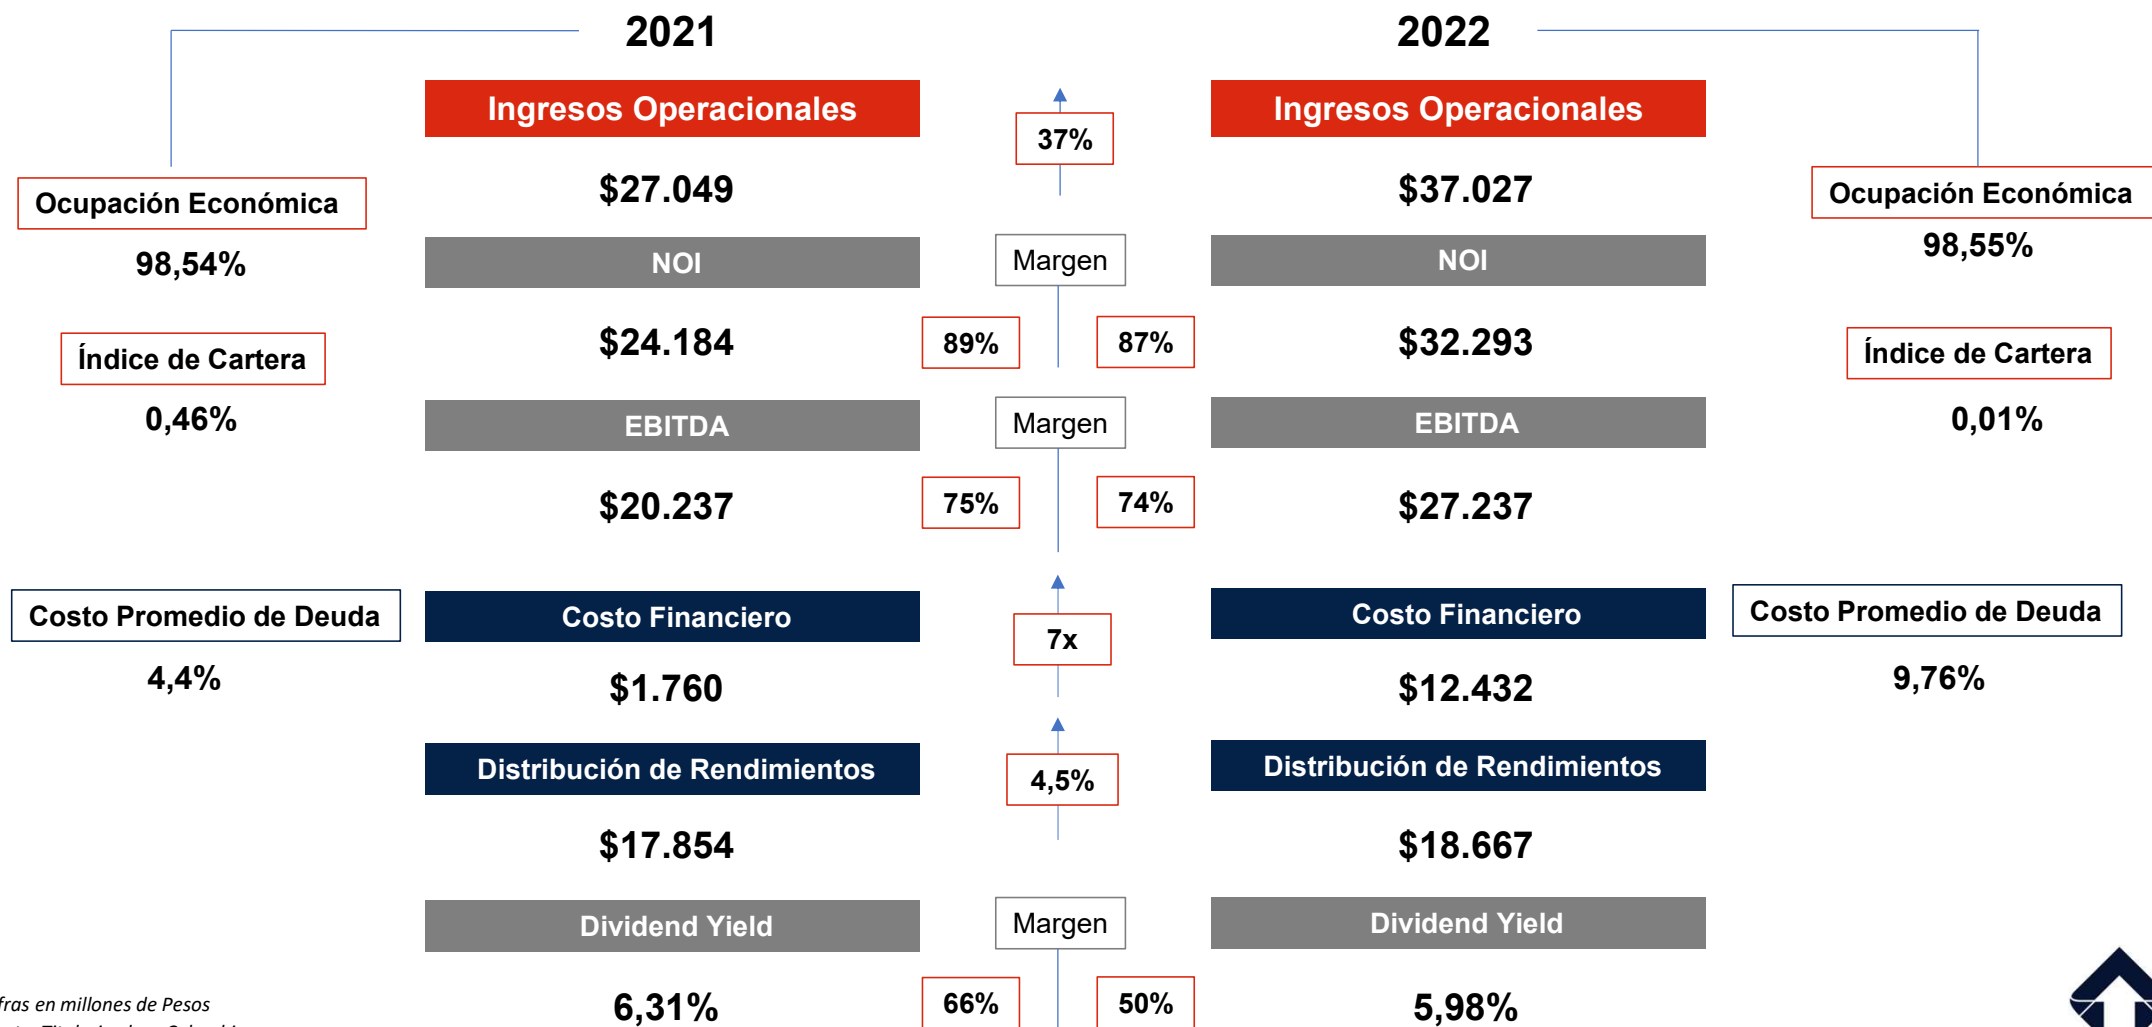 2021
2022
Ingresos Operacionales
37%
Ingresos Operacionales
Ocupación Económica
$27.049
$37.027
Ocupación Económica
98,54%
NOI
Margen
NOI
98,55%
Índice de Cartera
$24.184
89%
87%
$32.293
Índice de Cartera
0,46%
EBITDA
Margen
EBITDA
0,01%
$20.237
75%
74%
$27.237
Costo Promedio de Deuda
Costo Financiero
7x
Costo Financiero
Costo Promedio de Deuda
4,4%
$1.760
$12.432
9,76%
Distribución de Rendimientos
4,5%
Distribución de Rendimientos
$17.854
$18.667
Dividend Yield
Margen
Dividend Yield
6,31%
66%
50%
5,98%
fras en millones de Pesos